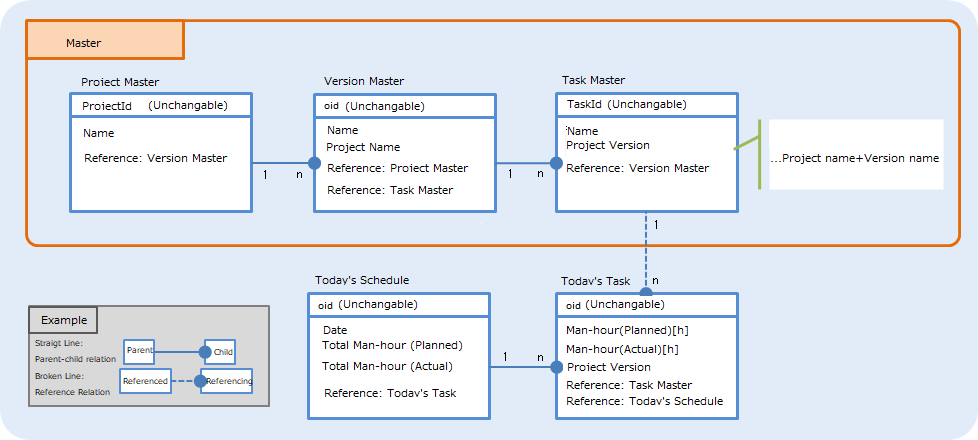 Master
Project Master
ProjectId (Unchangable)
Name
Reference: Version Master
1 n
Version Master
oid (Unchangable)
Name
Project Name
Reference: Project Master
Reference: Task Master
1 n
Task Master
TaskId (Unchangable)
Name
Project Version
Reference: Version Master
...Project name+Version name
1
n
Today's Schedule
oid (Unchangable)
Date
Total Man-hour (Planned)
Total Man-hour (Actual)
Reference: Today's Task
1 n
Today's Task
oid (Unchangable)
Man-hour(Planned)[h]
Man-hour(Actual)[h]
Project Version
Reference: Task Master
Reference: Today's Schedule
Example
Straigt Line:
Parent-child relation
Parent Child
Broken Line:
Reference Relation
Referenced Referencing